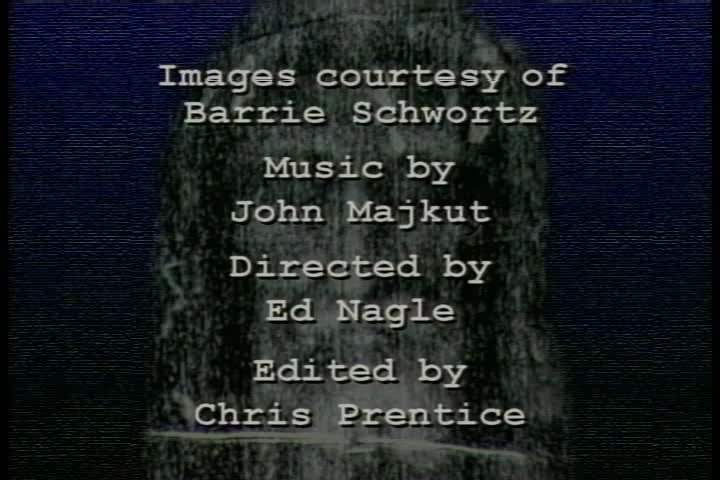 Images courtesy of
Barrie Schwortz
Music by
John Majkut
Directed by
Ed Nagle
Edited by
Chris Prentice